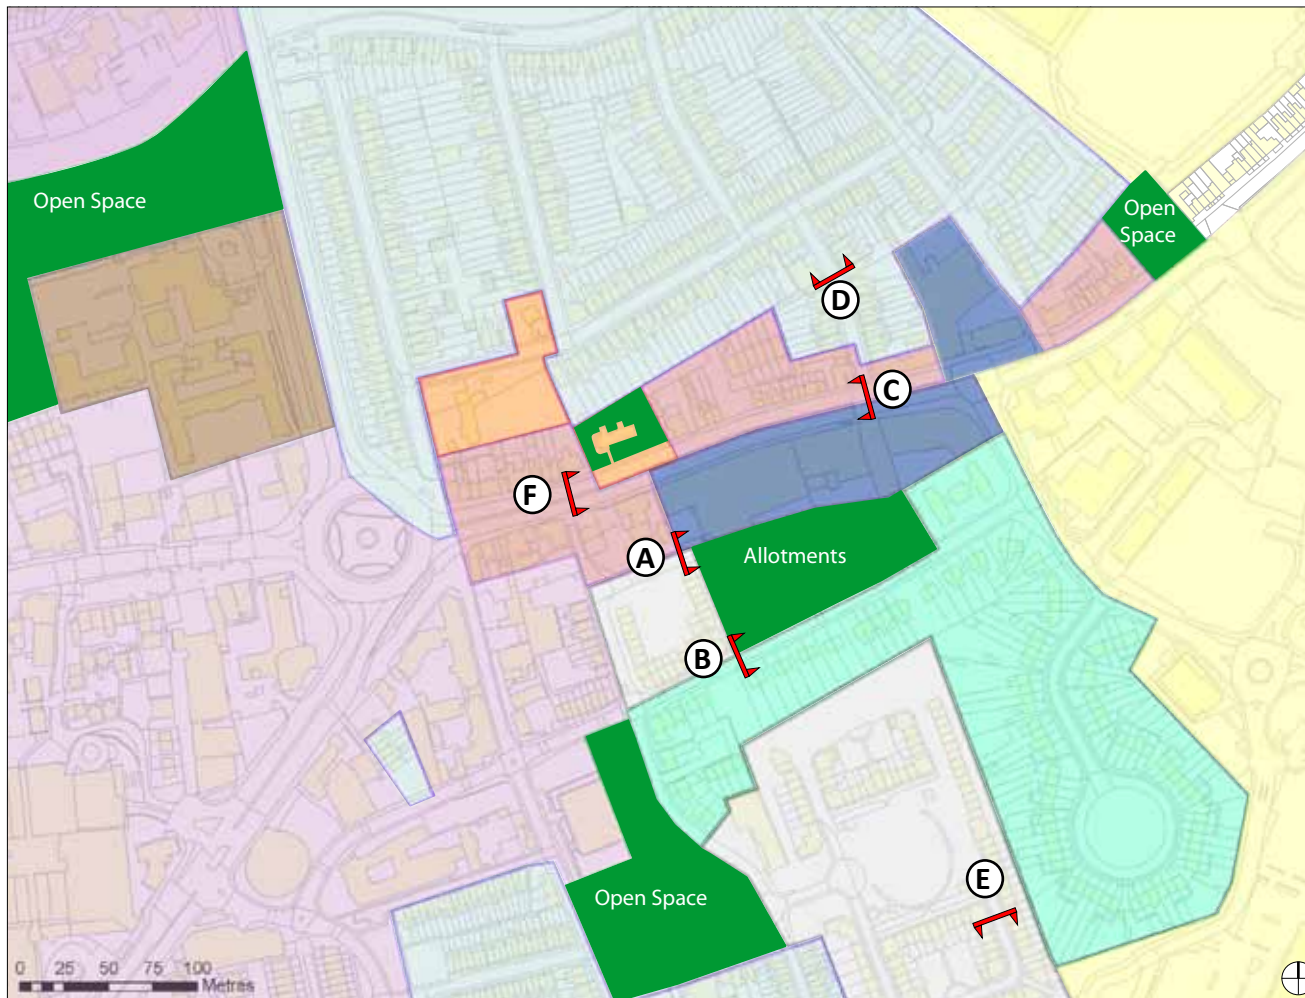 Open Space
Open
Space
D
C
F
A
Allotments
B
E
Open Space
0 25 50 75 100
Metres